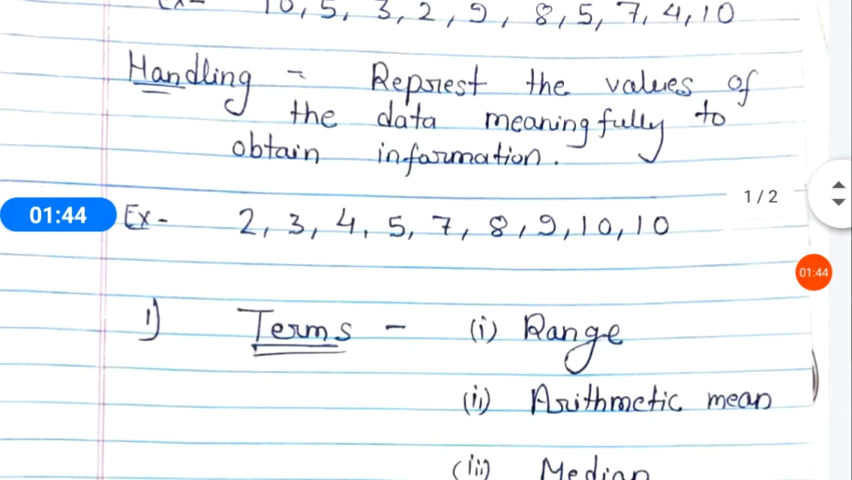 10, 5, 3, 2, 9, 8, 5, 7, 4, 10
Handling - Reprsest the values of
the data meaningfully to
obtain information.
1/2
01:44 Ex- 2, 3, 4, 5, 7, 8, 9, 10, 10
01:44
1) Terms - (i) Range
(ii) Arithmetic mean
(iii) Median